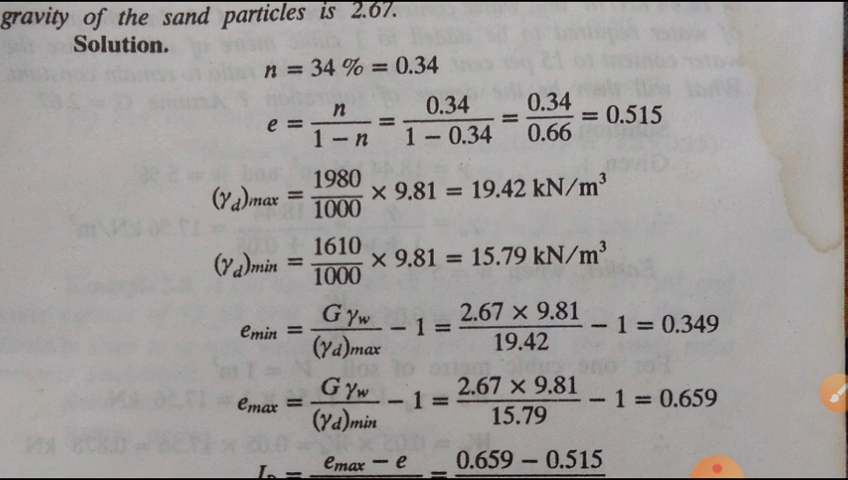 gravity of the sand particles is 2.67.
Solution.
n = 34 % = 0.34
e = n / (1 − n) = 0.34 / (1 − 0.34) = 0.34 / 0.66 = 0.515
(γd)max = 1980 / 1000 × 9.81 = 19.42 kN/m³
(γd)min = 1610 / 1000 × 9.81 = 15.79 kN/m³
emin = G γw / (γd)max − 1 = 2.67 × 9.81 / 19.42 − 1 = 0.349
emax = G γw / (γd)min − 1 = 2.67 × 9.81 / 15.79 − 1 = 0.659
ID = emax − e = 0.659 − 0.515